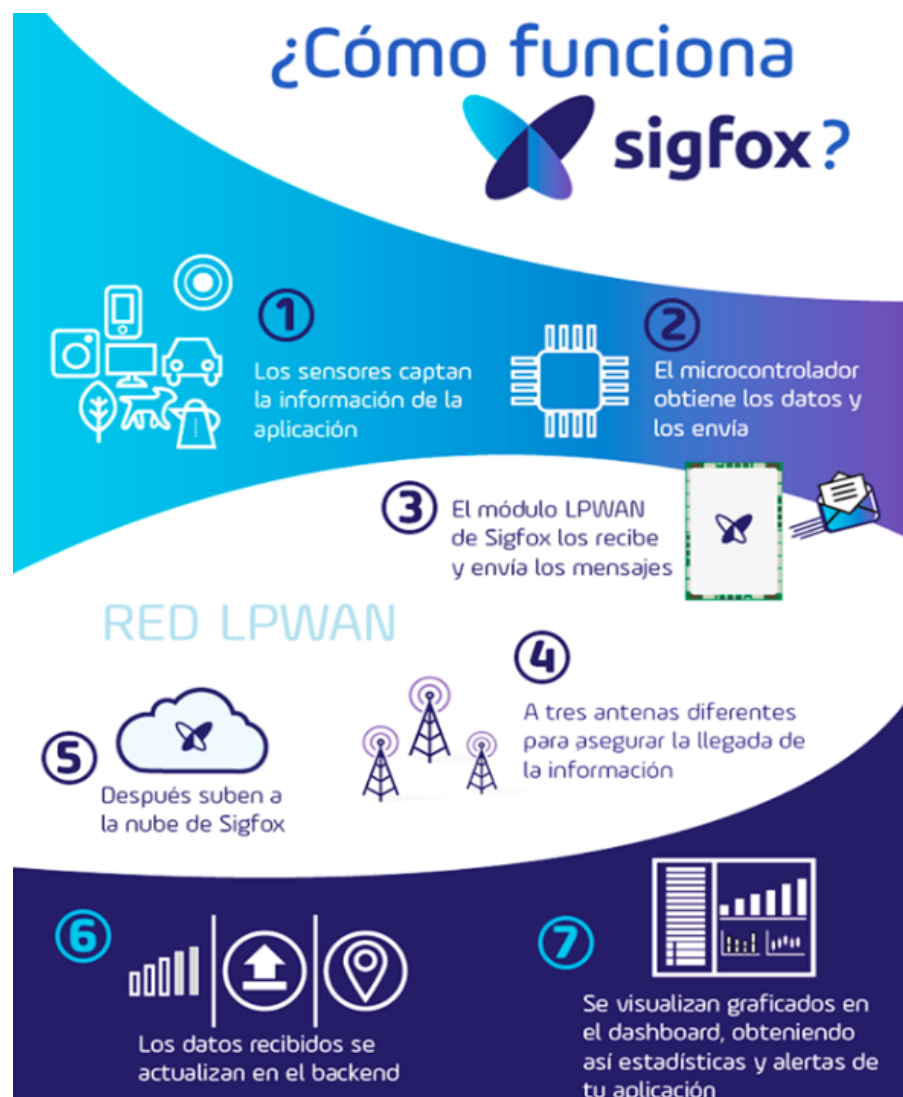 ¿Cómo funciona
sigfox?
1
Los sensores captan
la información de la
aplicación
2
El microcontrolador
obtiene los datos y
los envía
3
El módulo LPWAN
de Sigfox los recibe
y envía los mensajes
RED LPWAN
4
A tres antenas diferentes
para asegurar la llegada de
la información
5
Después suben a
la nube de Sigfox
6
Los datos recibidos se
actualizan en el backend
7
Se visualizan graficados en
el dashboard, obteniendo
así estadísticas y alertas de
tu aplicación